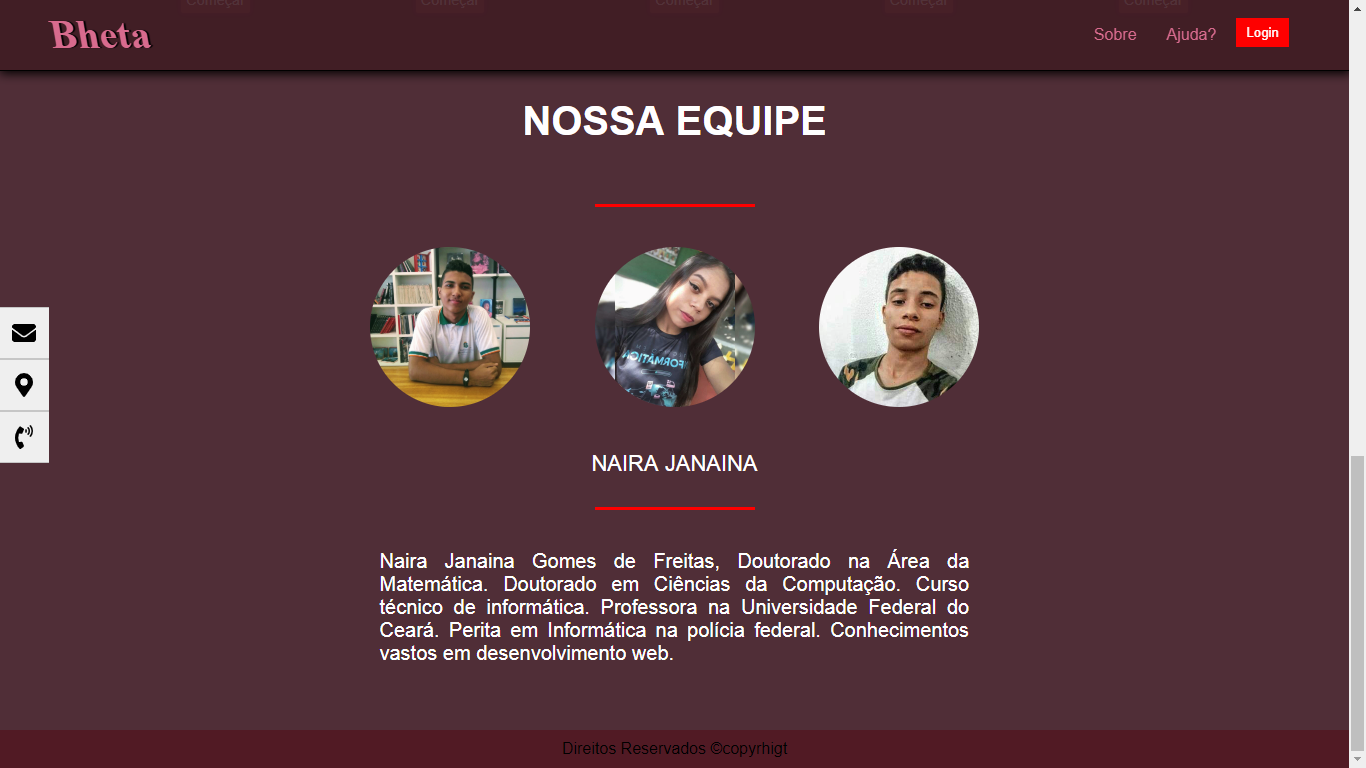 Começar Começar Começar Começar Começar
Bheta
Sobre Ajuda? Login
NOSSA EQUIPE
NAIRA JANAINA
Naira Janaina Gomes de Freitas, Doutorado na Área da
Matemática. Doutorado em Ciências da Computação. Curso
técnico de informática. Professora na Universidade Federal do
Ceará. Perita em Informática na polícia federal. Conhecimentos
vastos em desenvolvimento web.
Direitos Reservados ©copyrhigt